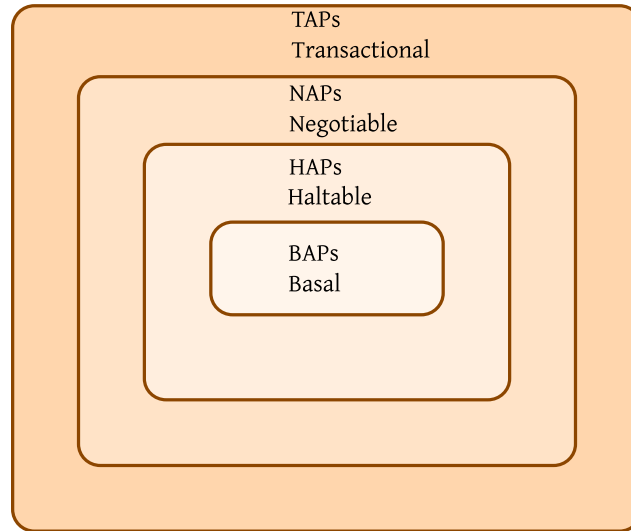 TAPs
Transactional
NAPs
Negotiable
HAPs
Haltable
BAPs
Basal